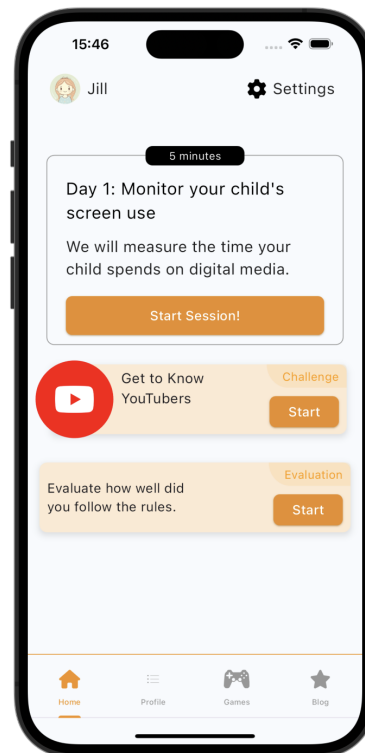 15:46
Jill
Settings
5 minutes
Day 1: Monitor your child's
screen use
We will measure the time your
child spends on digital media.
Start Session!
Get to Know
YouTubers
Challenge
Start
Evaluation
Evaluate how well did
you follow the rules.
Start
Home
Profile
Games
Blog